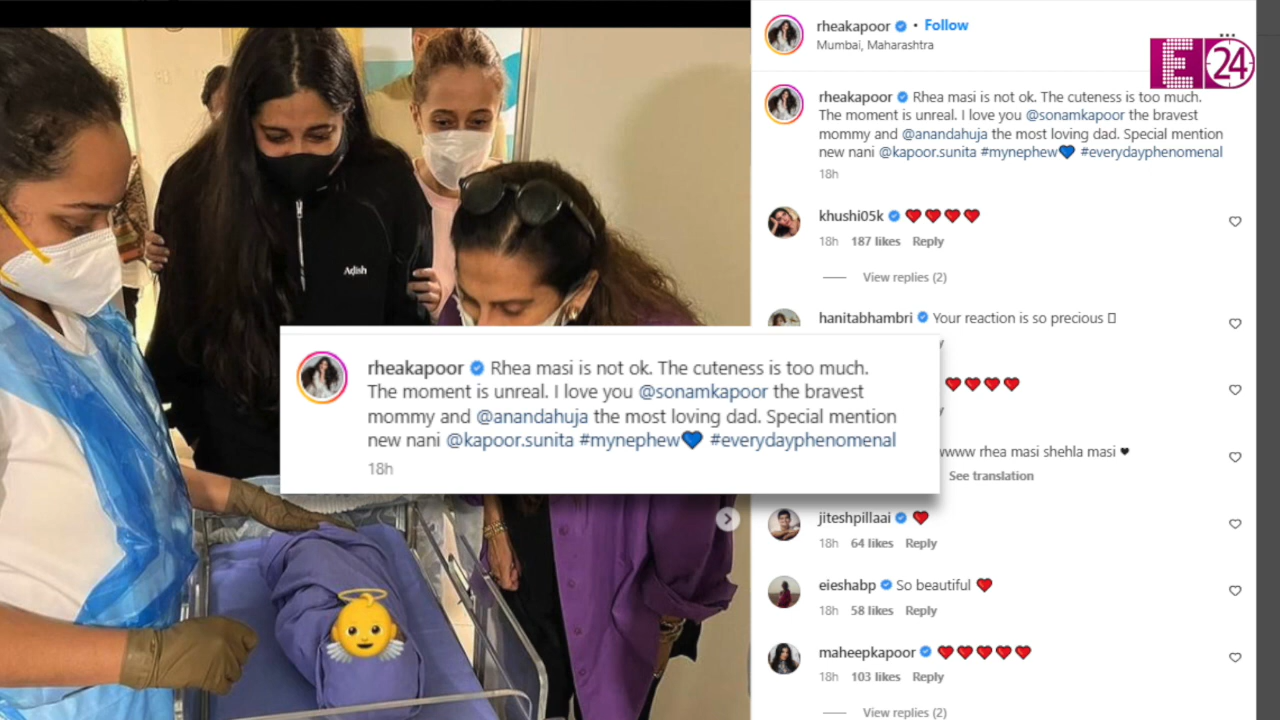 rheakapoor • Follow
Mumbai, Maharashtra
E 24
rheakapoor Rhea masi is not ok. The cuteness is too much.
The moment is unreal. I love you @sonamkapoor the bravest
mommy and @anandahuja the most loving dad. Special mention
new nani @kapoor.sunita #mynephew💙 #everydayphenomenal
18h
khushi05k ❤️❤️❤️❤️
18h 187 likes Reply
View replies (2)
hanitabhambri Your reaction is so precious
❤️❤️❤️❤️
rhea masi shehla masi ♥
See translation
jiteshpillaai ❤️
18h 64 likes Reply
eieshabp So beautiful ❤️
18h 58 likes Reply
maheepkapoor ❤️❤️❤️❤️❤️
18h 103 likes Reply
View replies (2)
Adish
rheakapoor Rhea masi is not ok. The cuteness is too much.
The moment is unreal. I love you @sonamkapoor the bravest
mommy and @anandahuja the most loving dad. Special mention
new nani @kapoor.sunita #mynephew💙 #everydayphenomenal
18h